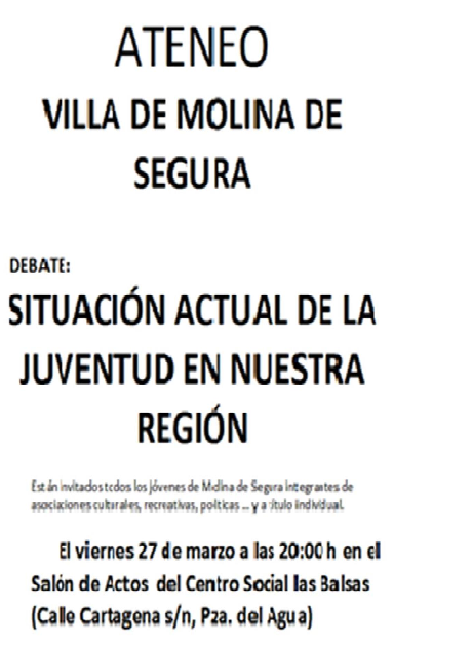 ATENEO
VILLA DE MOLINA DE
SEGURA
DEBATE:
SITUACIÓN ACTUAL DE LA
JUVENTUD EN NUESTRA
REGIÓN
Están invitados todos los jóvenes de Molina de Segura integrantes de
asociaciones culturales, recreativas, políticas ... y a título individual.
El viernes 27 de marzo a las 20:00 h en el
Salón de Actos del Centro Social las Balsas
(Calle Cartagena s/n, Pza. del Agua)